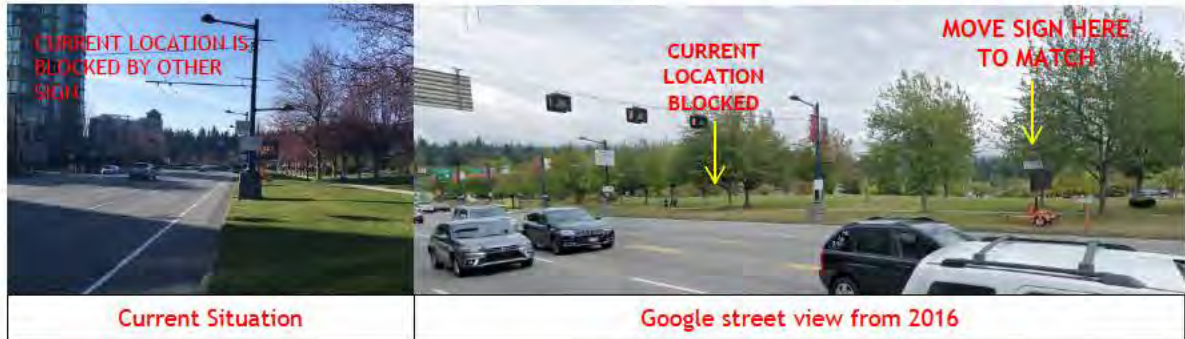 CURRENT LOCATION IS
BLOCKED BY OTHER
SIGN
CURRENT
LOCATION
BLOCKED
MOVE SIGN HERE
TO MATCH
Current Situation
Google street view from 2016